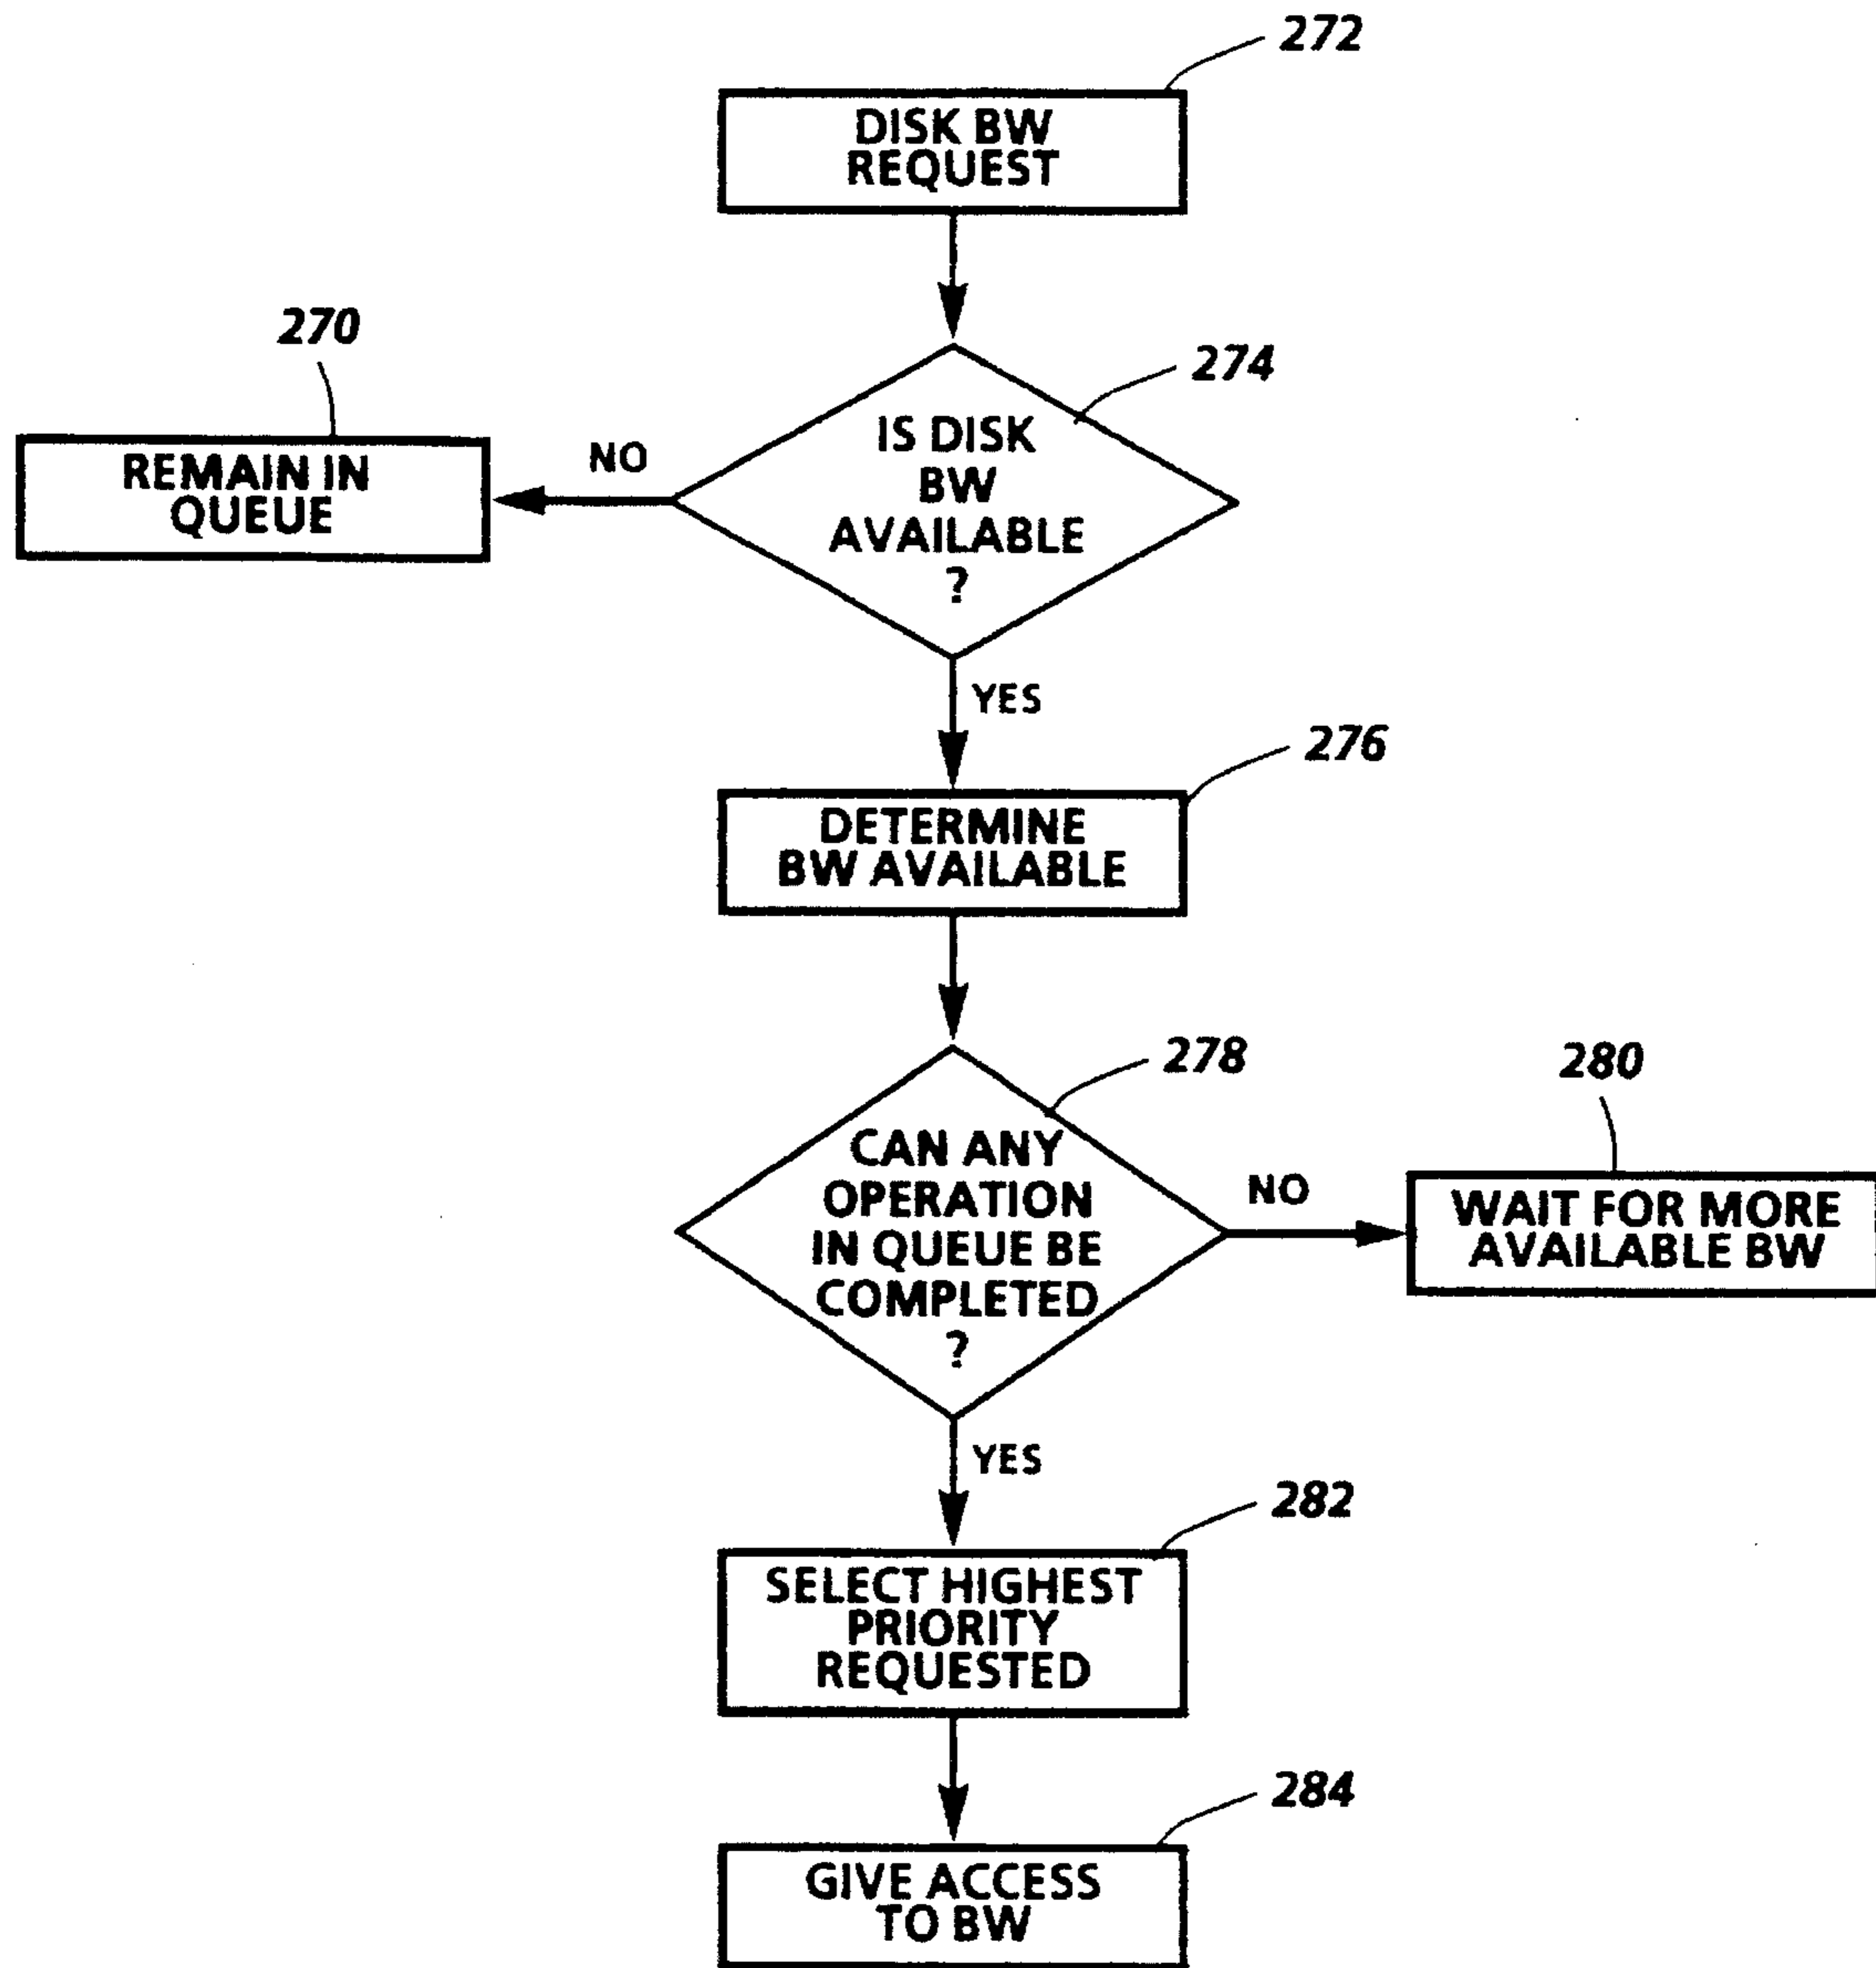 272
DISK BW
REQUEST
270
274
IS DISK
BW
AVAILABLE
?
NO
REMAIN IN
QUEUE
YES
276
DETERMINE
BW AVAILABLE
278
280
CAN ANY
OPERATION
IN QUEUE BE
COMPLETED
?
NO
WAIT FOR MORE
AVAILABLE BW
YES
282
SELECT HIGHEST
PRIORITY
REQUESTED
284
GIVE ACCESS
TO BW